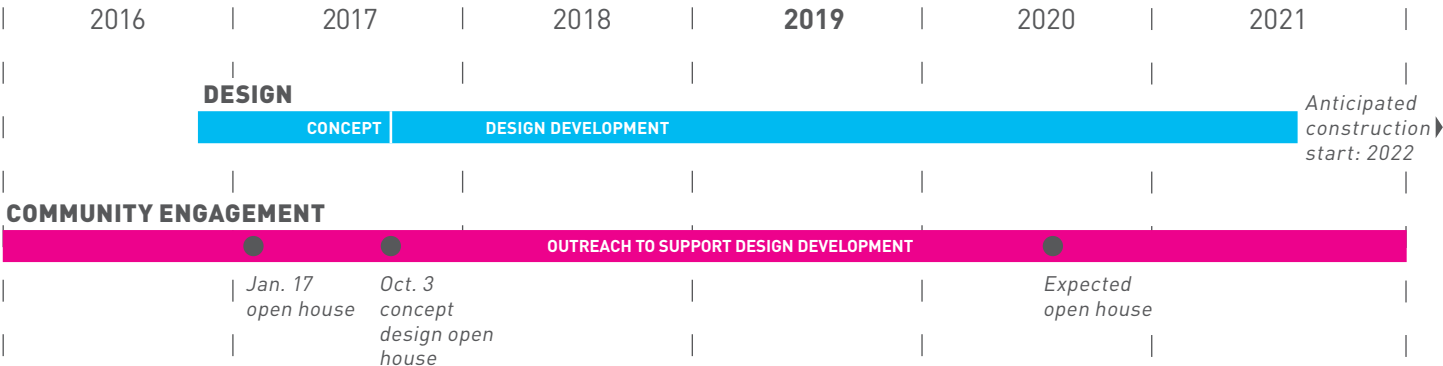 2016 2017 2018 2019 2020 2021
DESIGN
CONCEPT DESIGN DEVELOPMENT
Anticipated
construction
start: 2022
COMMUNITY ENGAGEMENT
OUTREACH TO SUPPORT DESIGN DEVELOPMENT
Jan. 17
open house
Oct. 3
concept
design open
house
Expected
open house